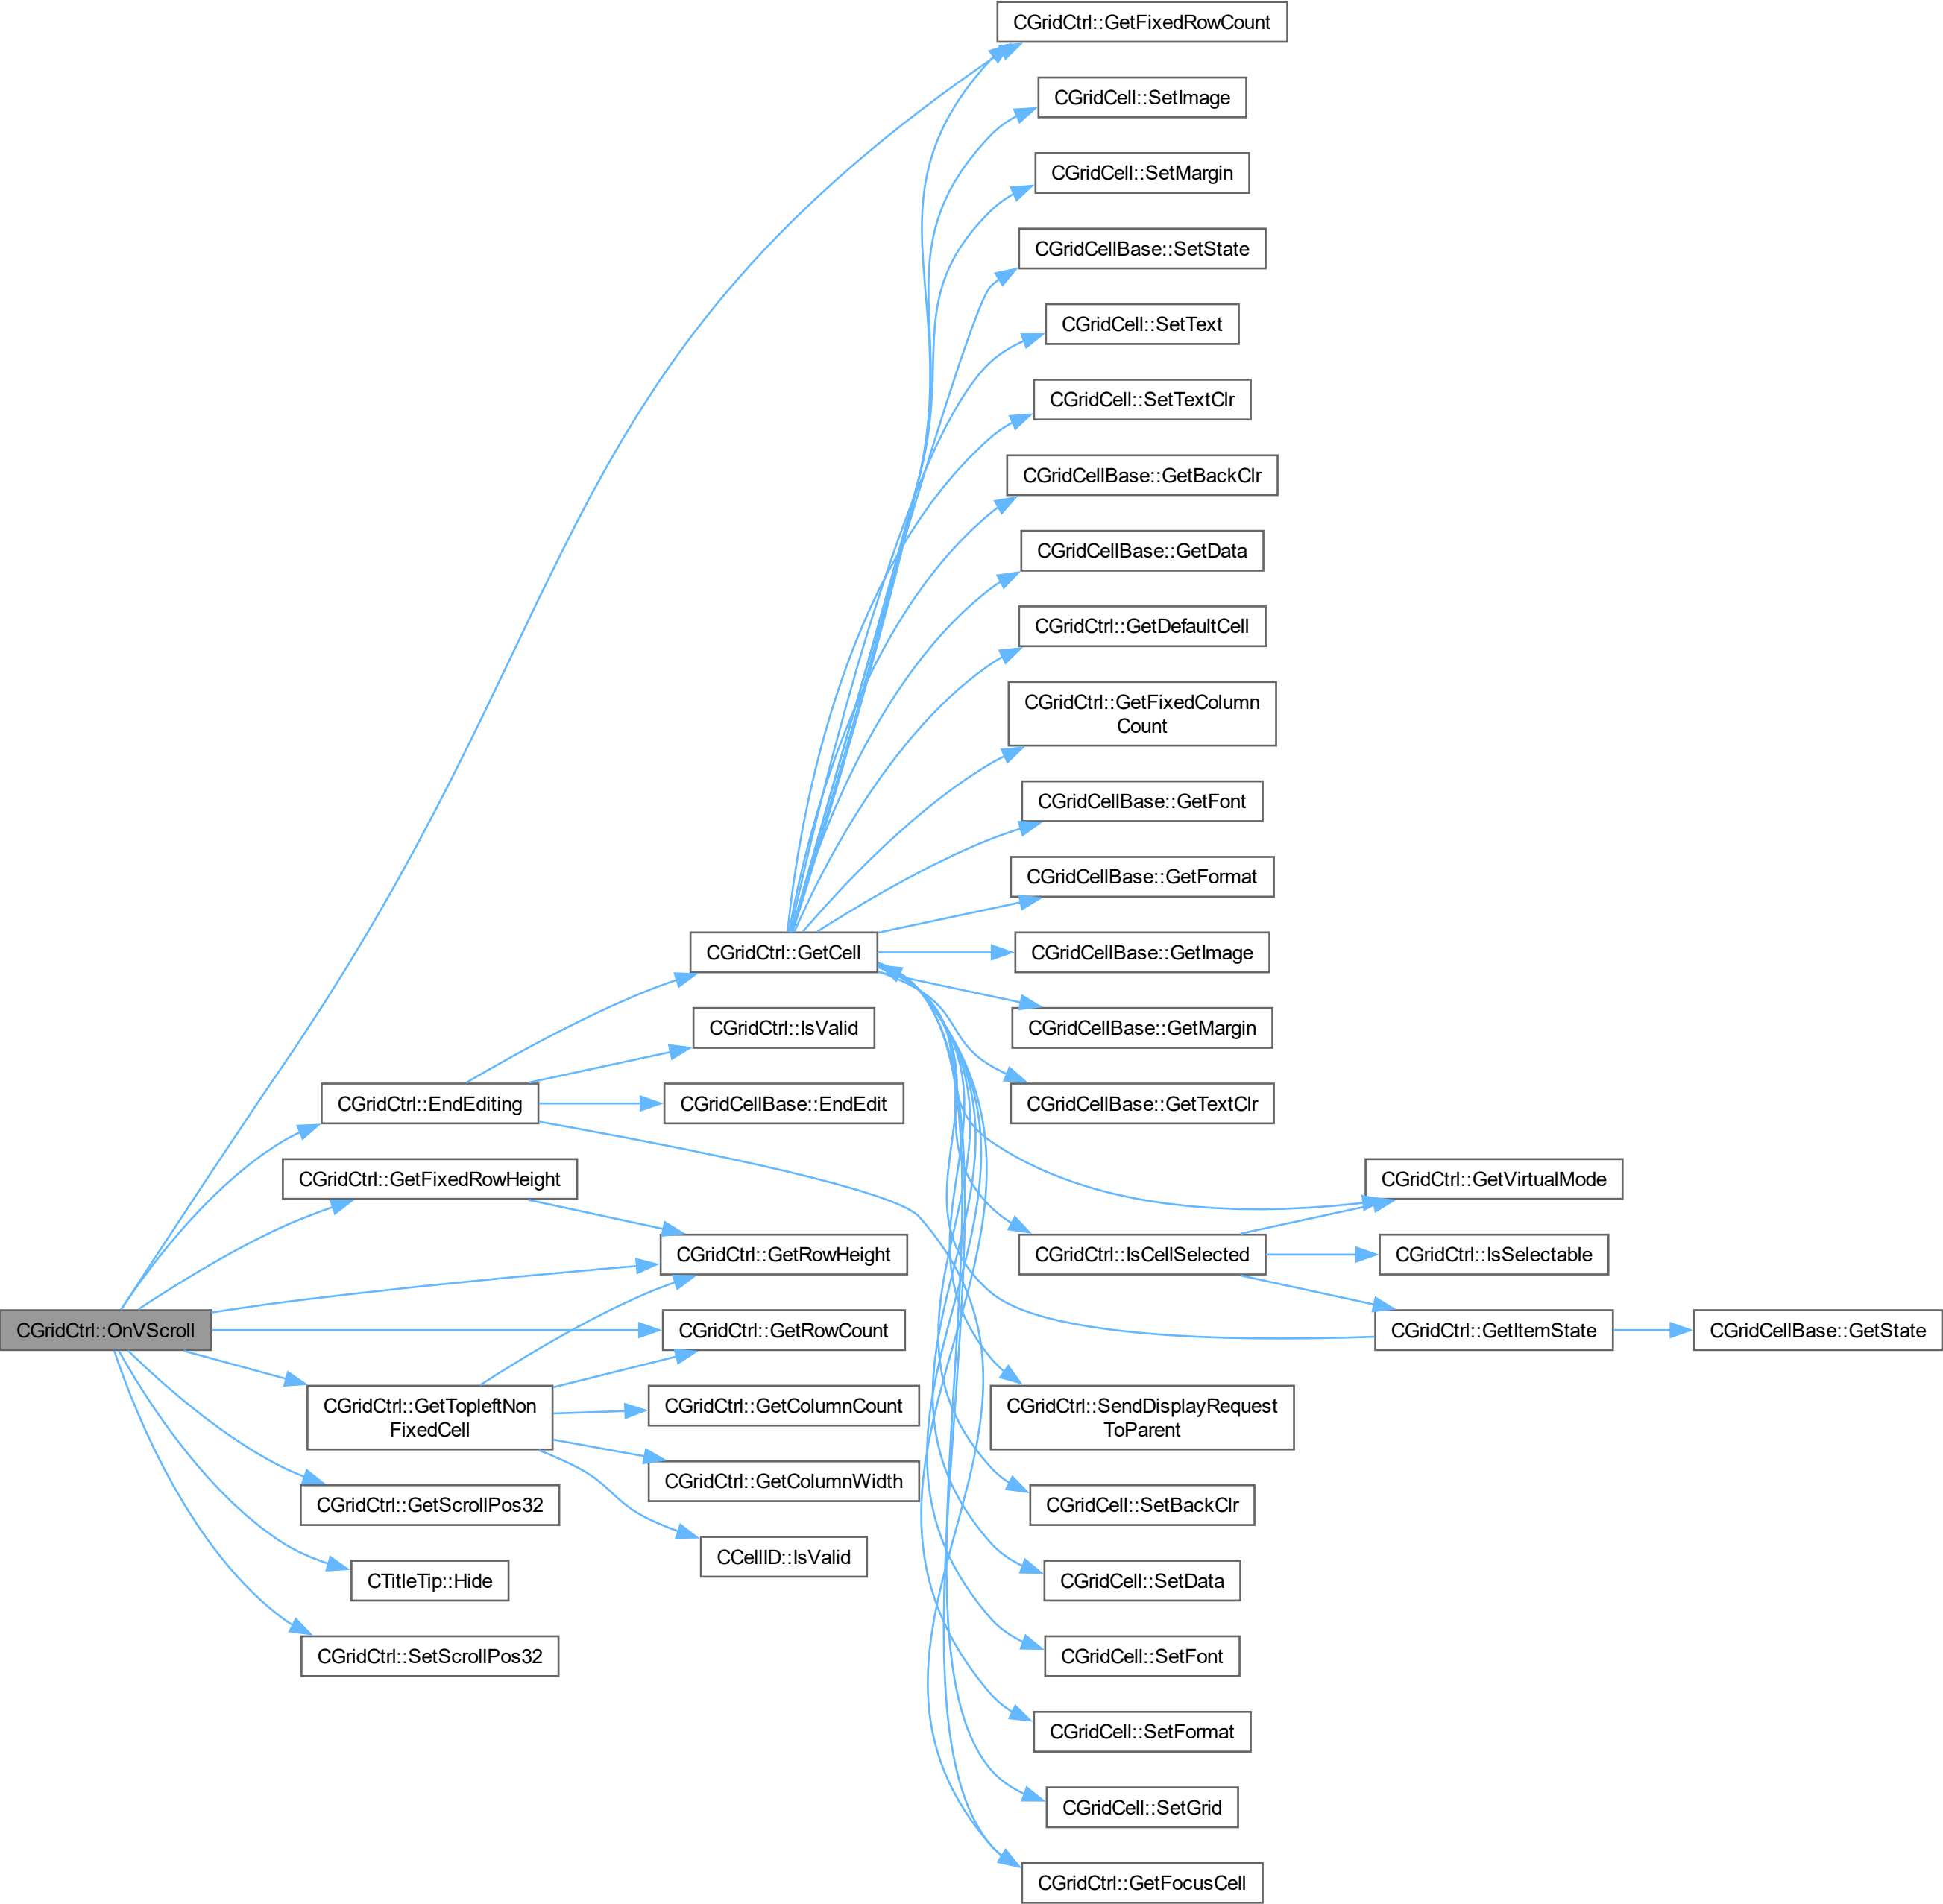 CGridCtrl::OnVScroll
CGridCtrl::EndEditing
CGridCtrl::GetFixedRowHeight
CGridCtrl::GetTopleftNon
FixedCell
CGridCtrl::GetScrollPos32
CTitleTip::Hide
CGridCtrl::SetScrollPos32
CGridCtrl::GetCell
CGridCtrl::IsValid
CGridCellBase::EndEdit
CGridCtrl::GetRowHeight
CGridCtrl::GetRowCount
CGridCtrl::GetColumnCount
CGridCtrl::GetColumnWidth
CCellID::IsValid
CGridCtrl::GetFixedRowCount
CGridCell::SetImage
CGridCell::SetMargin
CGridCellBase::SetState
CGridCell::SetText
CGridCell::SetTextClr
CGridCellBase::GetBackClr
CGridCellBase::GetData
CGridCtrl::GetDefaultCell
CGridCtrl::GetFixedColumn
Count
CGridCellBase::GetFont
CGridCellBase::GetFormat
CGridCellBase::GetImage
CGridCellBase::GetMargin
CGridCellBase::GetTextClr
CGridCtrl::IsCellSelected
CGridCtrl::SendDisplayRequest
ToParent
CGridCell::SetBackClr
CGridCell::SetData
CGridCell::SetFont
CGridCell::SetFormat
CGridCell::SetGrid
CGridCtrl::GetFocusCell
CGridCtrl::GetVirtualMode
CGridCtrl::IsSelectable
CGridCtrl::GetItemState
CGridCellBase::GetState